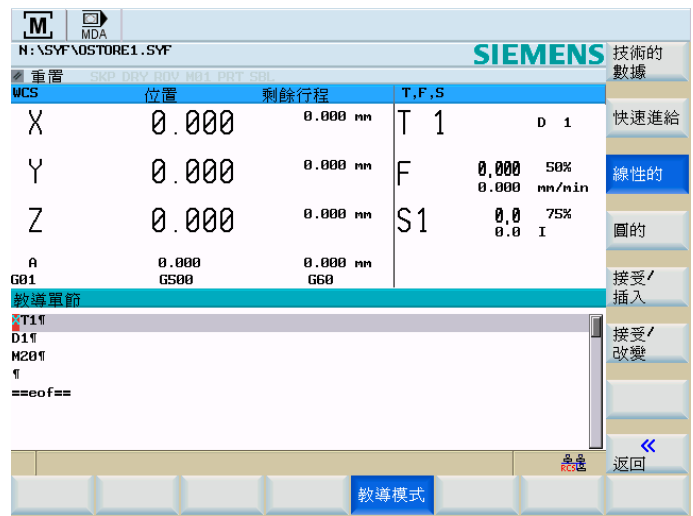 M
MDA
N:\SYF\OSTORE1.SYF
SIEMENS
技術的
數據
重置 SKP DRY ROV M01 PRT SBL
WCS 位置 剩餘行程 T,F,S
X 0.000 0.000 mm T 1 D 1
快速進給
Y 0.000 0.000 mm F 0.000 50%
0.000 mm/min
線性的
Z 0.000 0.000 mm S1 0.0 75%
0.0 I
圓的
A 0.000 0.000 mm
G01 G500 G60
接受/
插入
教導單節
T1¶
D1¶
M20¶
¶
==eof==
接受/
改變
«
返回
RCS
教導模式